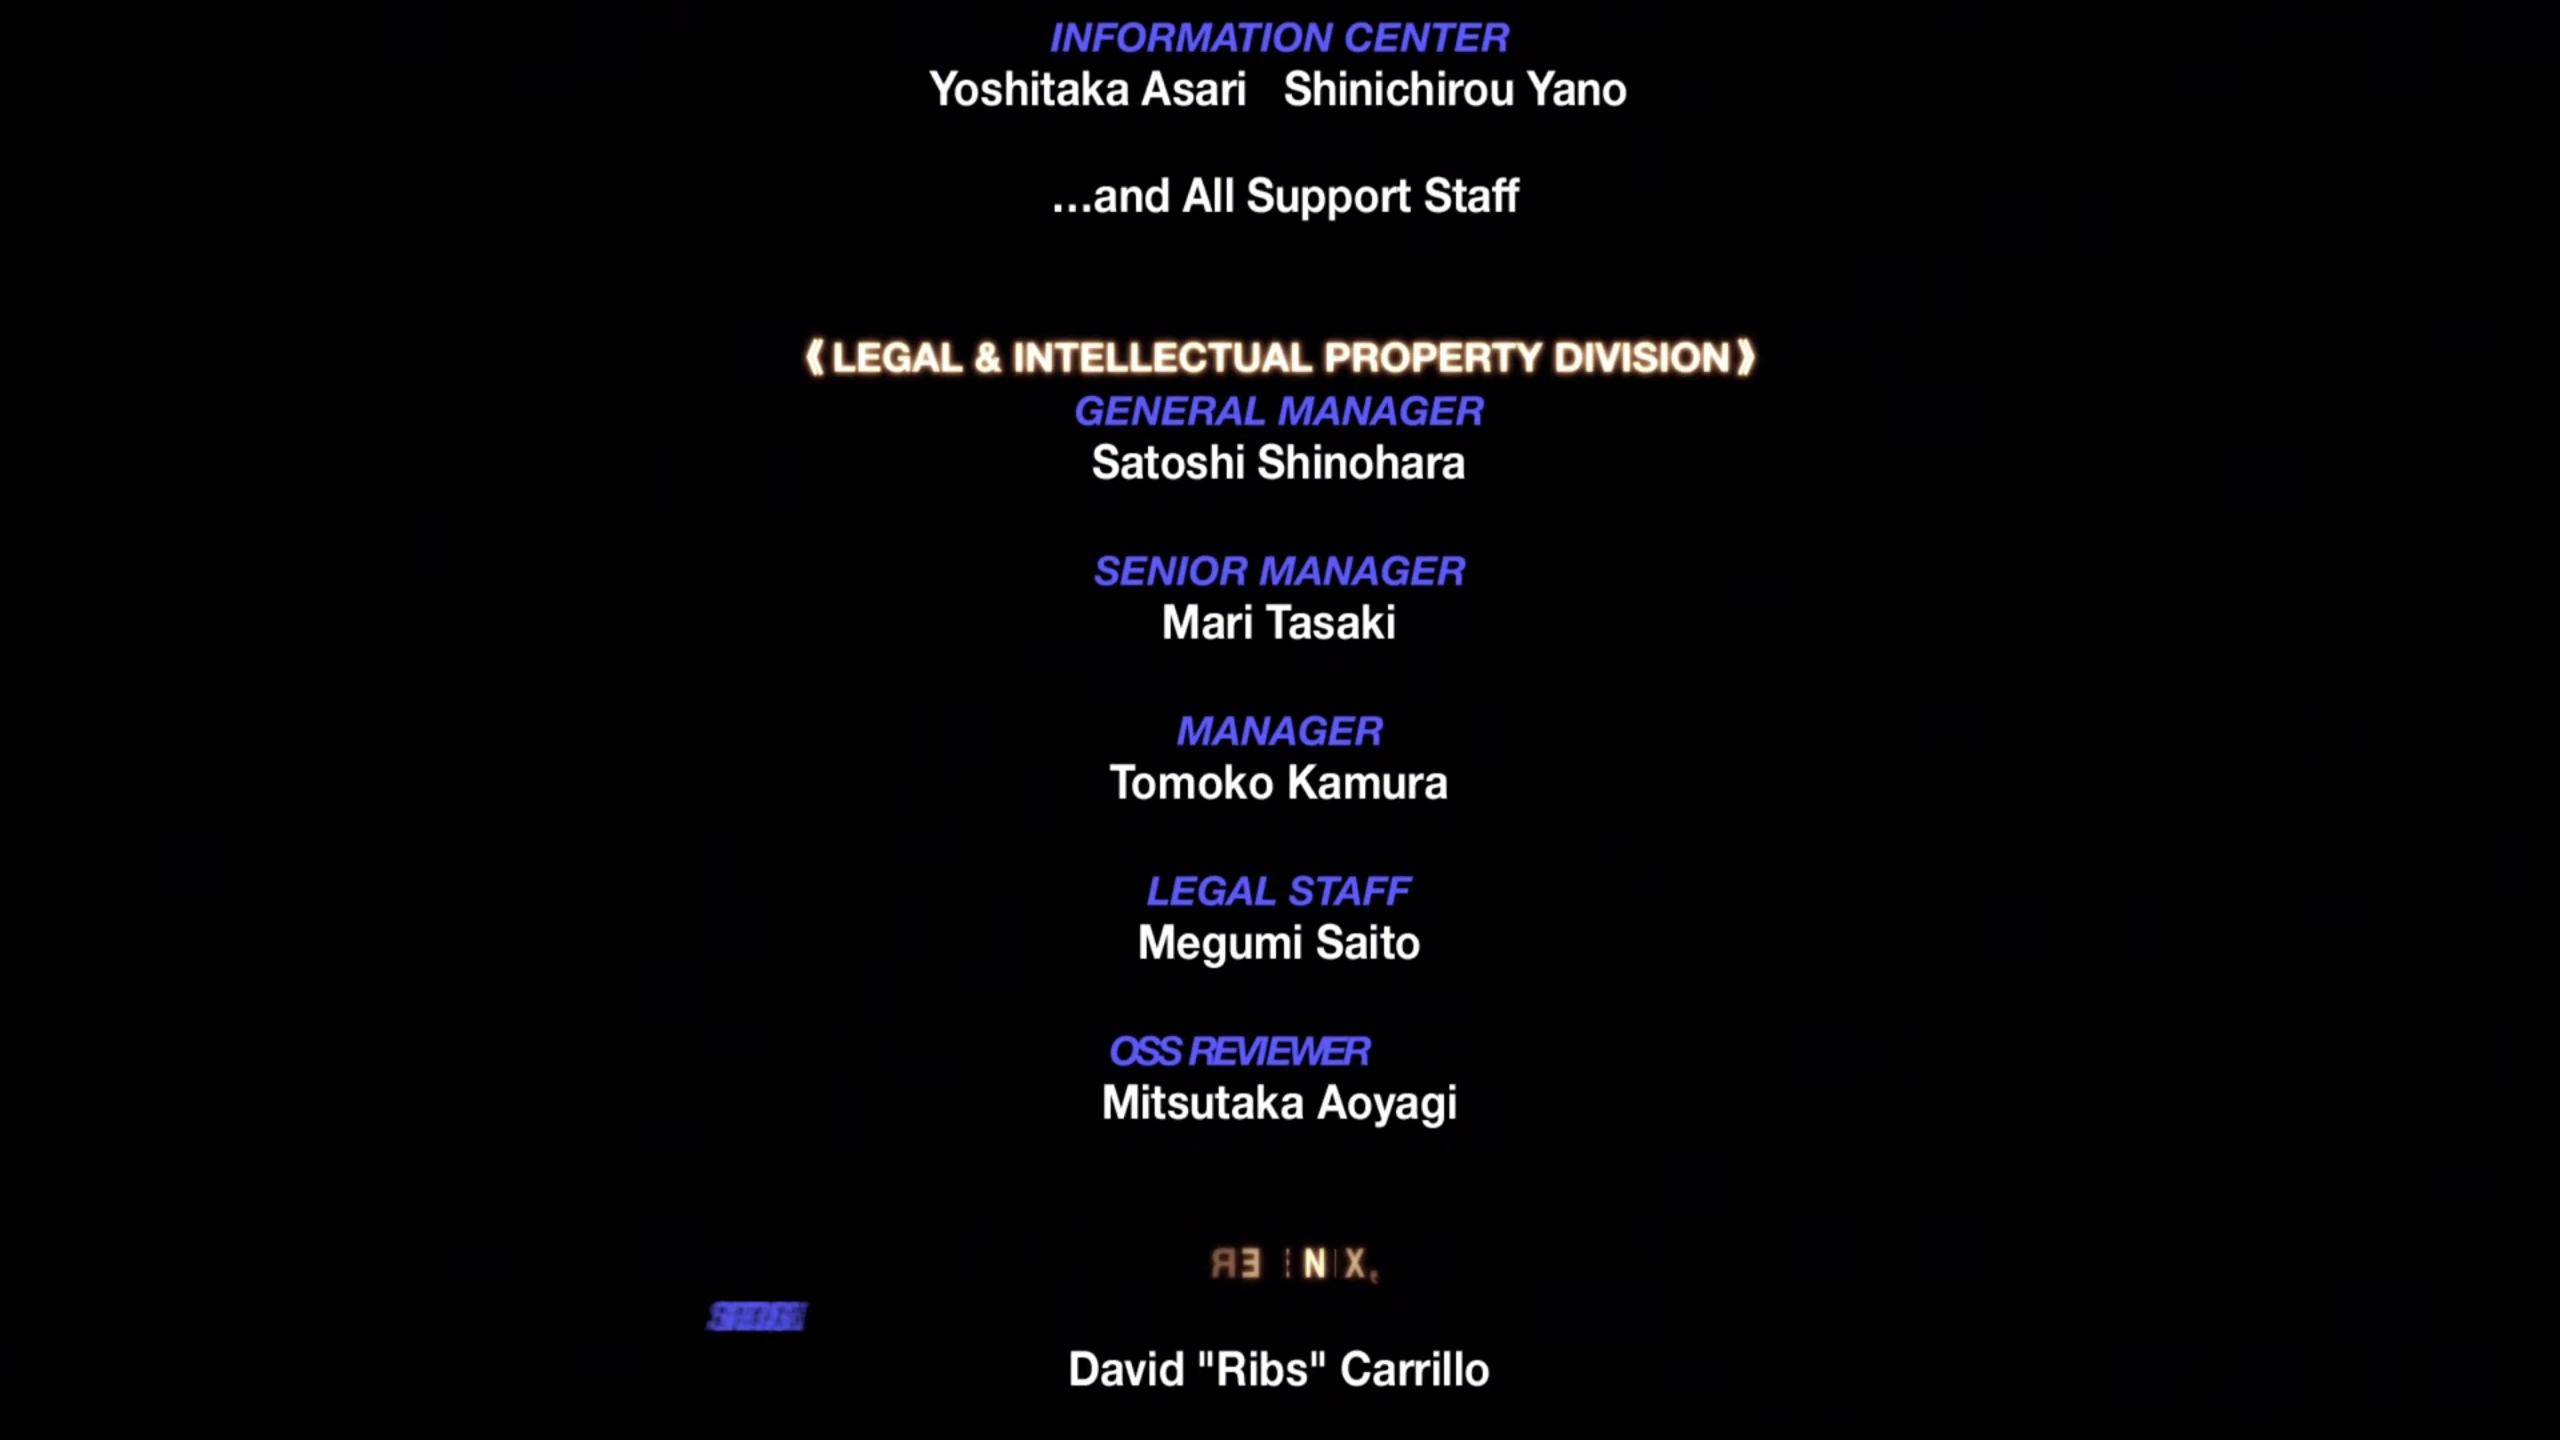 INFORMATION CENTER
Yoshitaka Asari Shinichirou Yano
...and All Support Staff
《LEGAL & INTELLECTUAL PROPERTY DIVISION》
GENERAL MANAGER
Satoshi Shinohara
SENIOR MANAGER
Mari Tasaki
MANAGER
Tomoko Kamura
LEGAL STAFF
Megumi Saito
OSS REVIEWER
Mitsutaka Aoyagi
David "Ribs" Carrillo